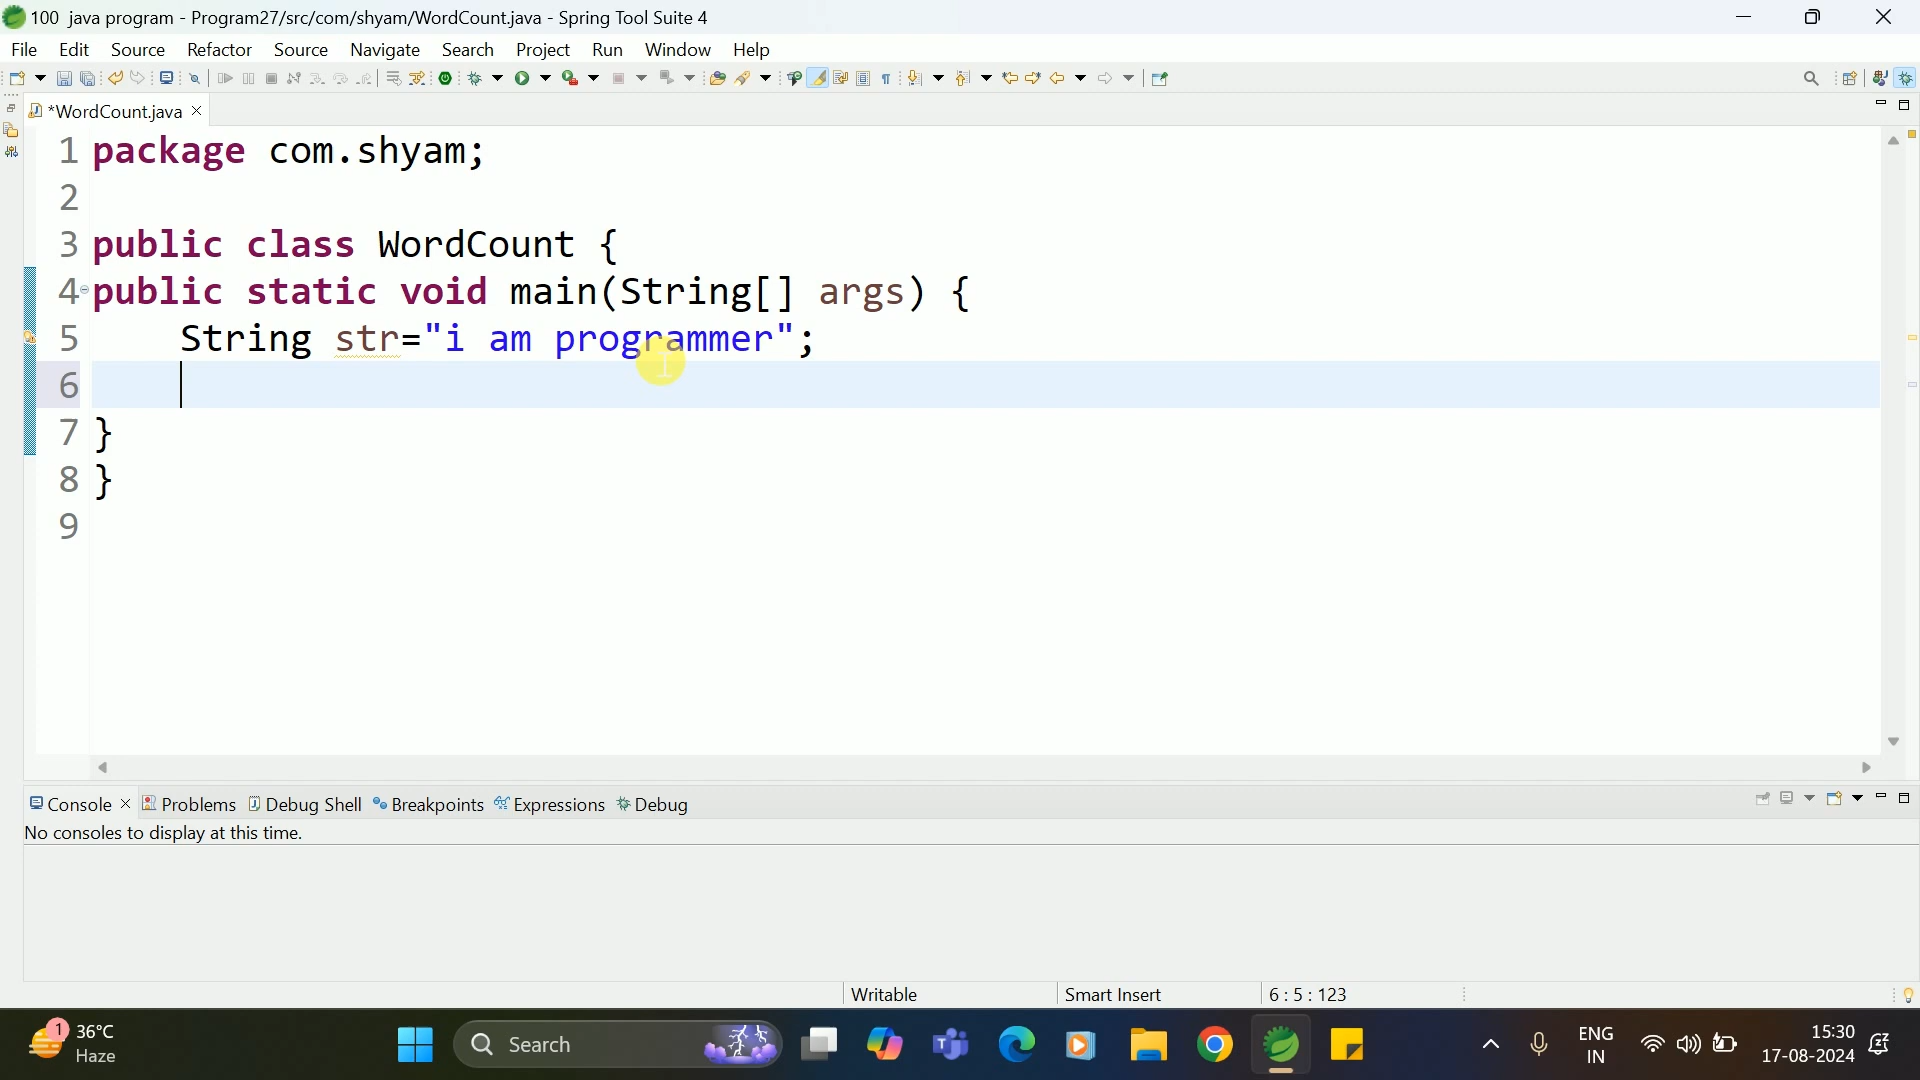 100 java program - Program27/src/com/shyam/WordCount.java - Spring Tool Suite 4
File Edit Source Refactor Source Navigate Search Project Run Window Help
*WordCount.java
1 package com.shyam;
2
3 public class WordCount {
4 public static void main(String[] args) {
5 String str="i am programmer";
6
7 }
8 }
9
Console Problems Debug Shell Breakpoints Expressions Debug
No consoles to display at this time.
Writable Smart Insert 6 : 5 : 123
1 36°C
Haze
Search
ENG
IN
15:30
17-08-2024